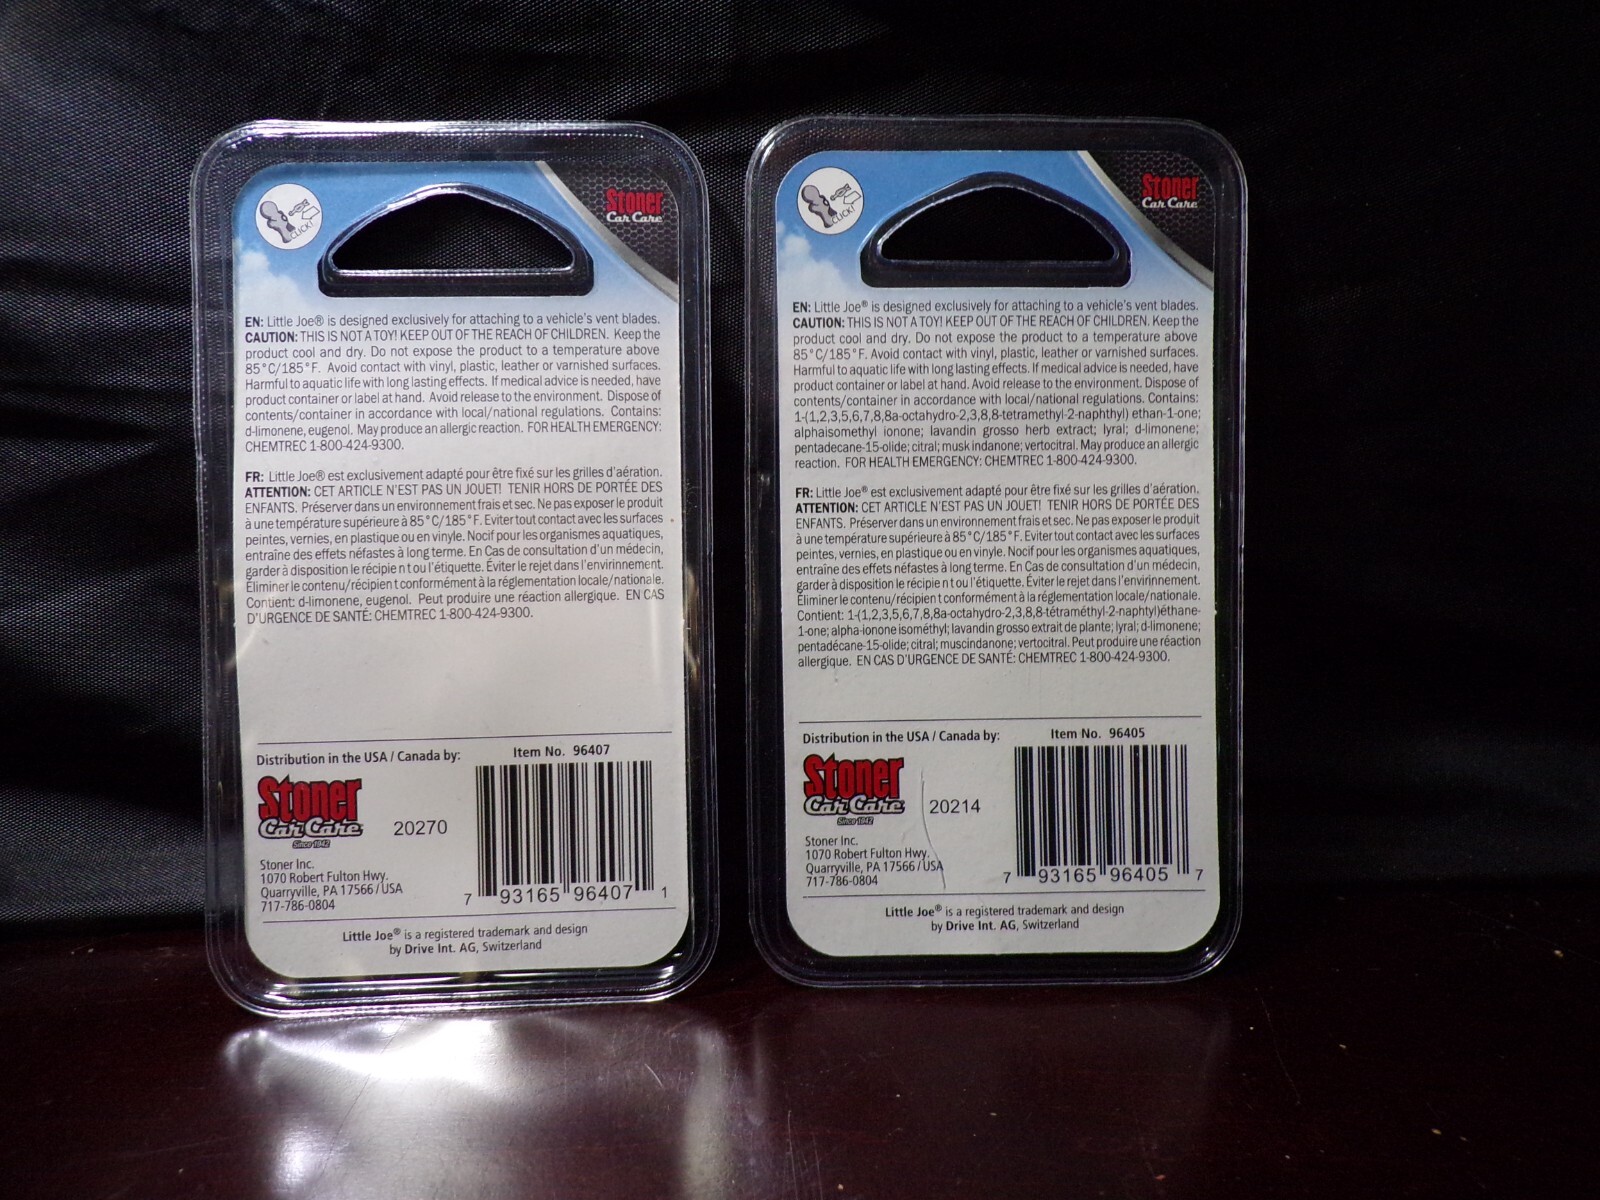 CLICK!
Stoner
Car Care
EN: Little Joe® is designed exclusively for attaching to a vehicle's vent blades.
CAUTION: THIS IS NOT A TOY! KEEP OUT OF THE REACH OF CHILDREN. Keep the
product cool and dry. Do not expose the product to a temperature above
85°C/185°F. Avoid contact with vinyl, plastic, leather or varnished surfaces.
Harmful to aquatic life with long lasting effects. If medical advice is needed, have
product container or label at hand. Avoid release to the environment. Dispose of
contents/container in accordance with local/national regulations. Contains:
d-limonene, eugenol. May produce an allergic reaction. FOR HEALTH EMERGENCY:
CHEMTREC 1-800-424-9300.
FR: Little Joe® est exclusivement adapté pour être fixé sur les grilles d'aération.
ATTENTION: CET ARTICLE N'EST PAS UN JOUET! TENIR HORS DE PORTÉE DES
ENFANTS. Préserver dans un environnement frais et sec. Ne pas exposer le produit
à une température supérieure à 85°C/185°F. Eviter tout contact avec les surfaces
peintes, vernies, en plastique ou en vinyle. Nocif pour les organismes aquatiques,
entraîne des effets néfastes à long terme. En Cas de consultation d'un médecin,
garder à disposition le récipie n t ou l'étiquette. Éviter le rejet dans l'envirinnement.
Éliminer le contenu/récipien t conformément à la réglementation locale/nationale.
Contient: d-limonene, eugenol. Peut produire une réaction allergique. EN CAS
D'URGENCE DE SANTÉ: CHEMTREC 1-800-424-9300.
Distribution in the USA / Canada by:
Item No. 96407
Stoner
Car Care
Since 1942
20270
Stoner Inc.
1070 Robert Fulton Hwy.
Quarryville, PA 17566 / USA
717-786-0804
7 93165 96407 1
Little Joe® is a registered trademark and design
by Drive Int. AG, Switzerland
CLICK!
Stoner
Car Care
EN: Little Joe® is designed exclusively for attaching to a vehicle's vent blades.
CAUTION: THIS IS NOT A TOY! KEEP OUT OF THE REACH OF CHILDREN. Keep the
product cool and dry. Do not expose the product to a temperature above
85°C/185°F. Avoid contact with vinyl, plastic, leather or varnished surfaces.
Harmful to aquatic life with long lasting effects. If medical advice is needed, have
product container or label at hand. Avoid release to the environment. Dispose of
contents/container in accordance with local/national regulations. Contains:
1-(1,2,3,5,6,7,8,8a-octahydro-2,3,8,8-tetramethyl-2-naphthyl) ethan-1-one;
alphaisomethyl ionone; lavandin grosso herb extract; lyral; d-limonene;
pentadecane-15-olide; citral; musk indanone; vertocitral. May produce an allergic
reaction. FOR HEALTH EMERGENCY: CHEMTREC 1-800-424-9300.
FR: Little Joe® est exclusivement adapté pour être fixé sur les grilles d'aération.
ATTENTION: CET ARTICLE N'EST PAS UN JOUET! TENIR HORS DE PORTÉE DES
ENFANTS. Préserver dans un environnement frais et sec. Ne pas exposer le produit
à une température supérieure à 85°C/185°F. Eviter tout contact avec les surfaces
peintes, vernies, en plastique ou en vinyle. Nocif pour les organismes aquatiques,
entraîne des effets néfastes à long terme. En Cas de consultation d'un médecin,
garder à disposition le récipie n t ou l'étiquette. Éviter le rejet dans l'envirinnement.
Éliminer le contenu/récipien t conformément à la réglementation locale/nationale.
Contient: 1-(1,2,3,5,6,7,8,8a-octahydro-2,3,8,8-tétraméthyl-2-naphtyl)éthane-
1-one; alpha-ionone isométhyl; lavandin grosso extrait de plante; lyral; d-limonene;
pentadécane-15-olide; citral; muscindanone; vertocitral. Peut produire une réaction
allergique. EN CAS D'URGENCE DE SANTÉ: CHEMTREC 1-800-424-9300.
Distribution in the USA / Canada by:
Item No. 96405
Stoner
Car Care
Since 1942
20214
Stoner Inc.
1070 Robert Fulton Hwy.
Quarryville, PA 17566 / USA
717-786-0804
7 93165 96405 7
Little Joe® is a registered trademark and design
by Drive Int. AG, Switzerland